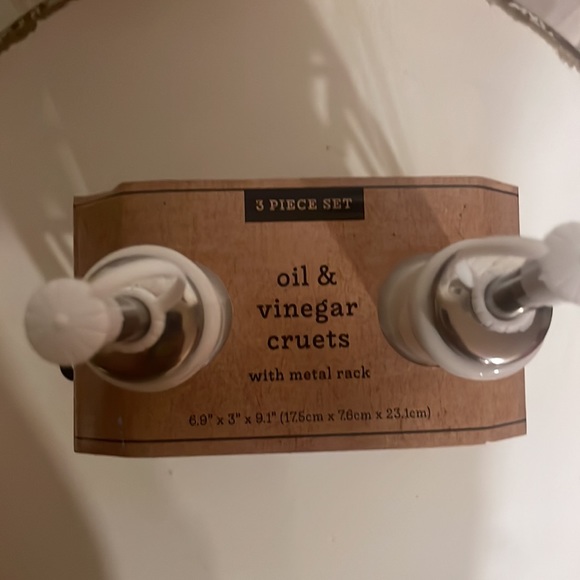 3 PIECE SET
oil &
vinegar
cruets
with metal rack
6.9" x 3" x 9.1" (17.5cm x 7.6cm x 23.1cm)